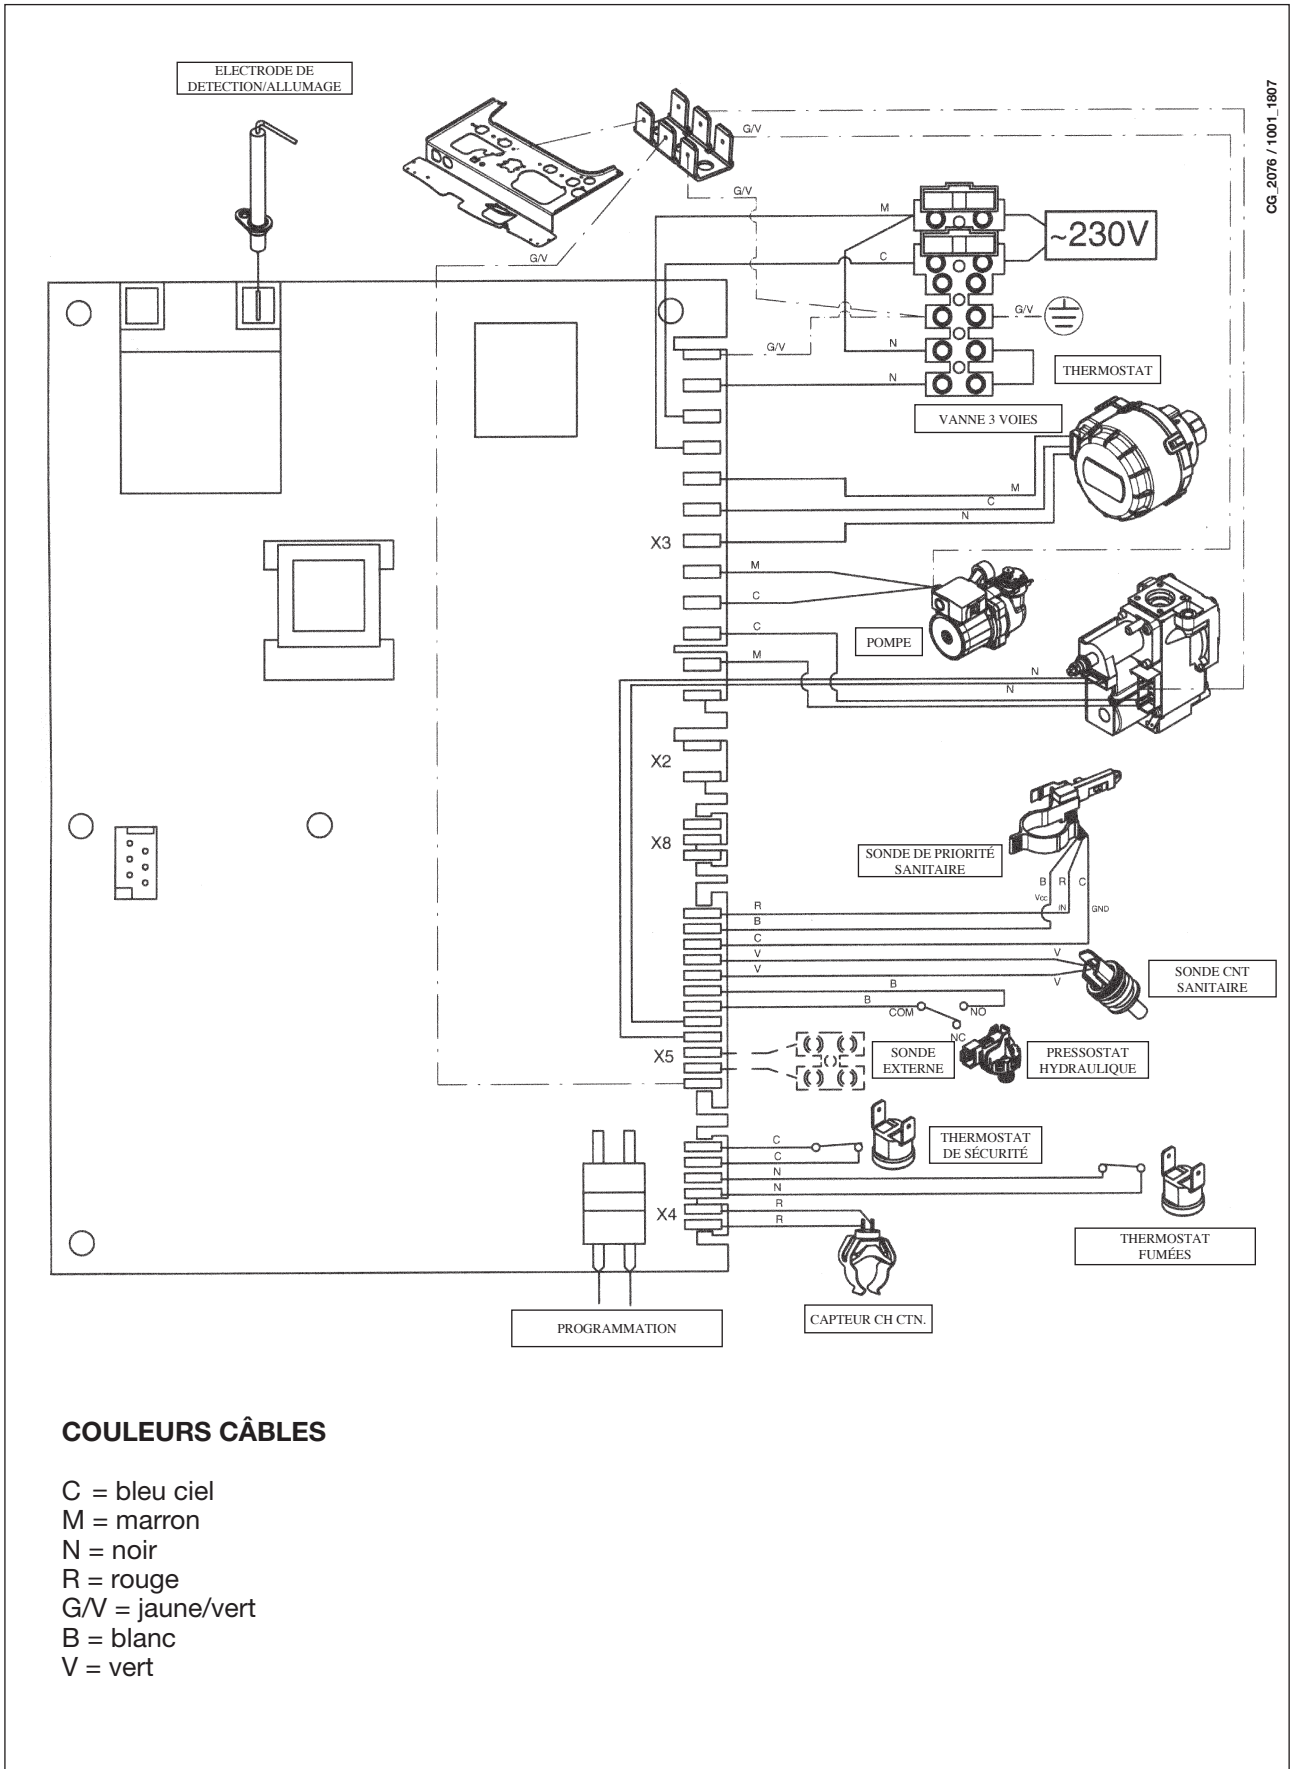 ELECTRODE DE
DETECTION/ALLUMAGE
CG_2076 / 1001_1807
G/V
G/V
G/V
M
C
~230V
G/V
G/V
N
N
THERMOSTAT
VANNE 3 VOIES
M
C
N
X3
M
C
C
M
POMPE
N
N
X2
X8
SONDE DE PRIORITÉ
SANITAIRE
B
R
C
Vcc
IN
GND
R
B
C
V
V
V
V
SONDE CNT
SANITAIRE
B
B
COM
NO
NC
X5
SONDE
EXTERNE
PRESSOSTAT
HYDRAULIQUE
C
C
THERMOSTAT
DE SÉCURITÉ
N
N
R
R
X4
THERMOSTAT
FUMÉES
CAPTEUR CH CTN.
PROGRAMMATION
COULEURS CÂBLES
C = bleu ciel
M = marron
N = noir
R = rouge
G/V = jaune/vert
B = blanc
V = vert